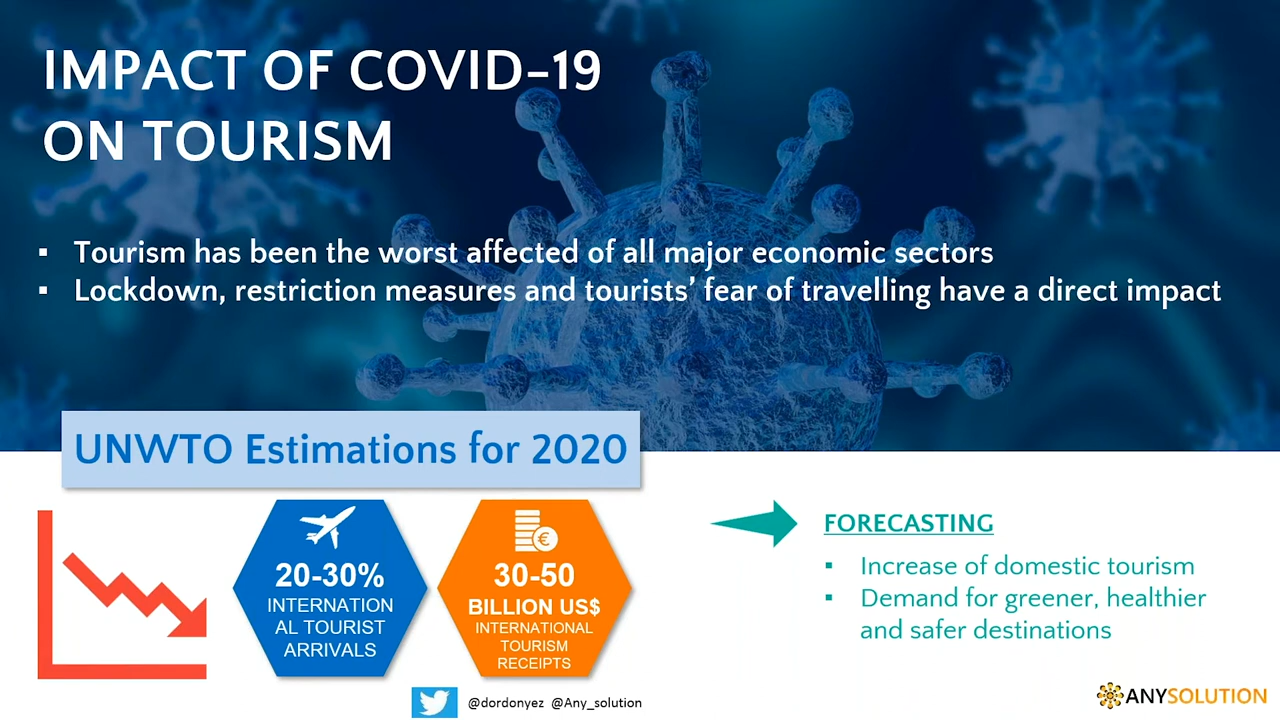 IMPACT OF COVID-19
ON TOURISM
▪ Tourism has been the worst affected of all major economic sectors
▪ Lockdown, restriction measures and tourists’ fear of travelling have a direct impact
UNWTO Estimations for 2020
20-30%
INTERNATION
AL TOURIST
ARRIVALS
€
30-50
BILLION US$
INTERNATIONAL
TOURISM
RECEIPTS
FORECASTING
▪ Increase of domestic tourism
▪ Demand for greener, healthier
and safer destinations
@dordonyez @Any_solution
ANYSOLUTION